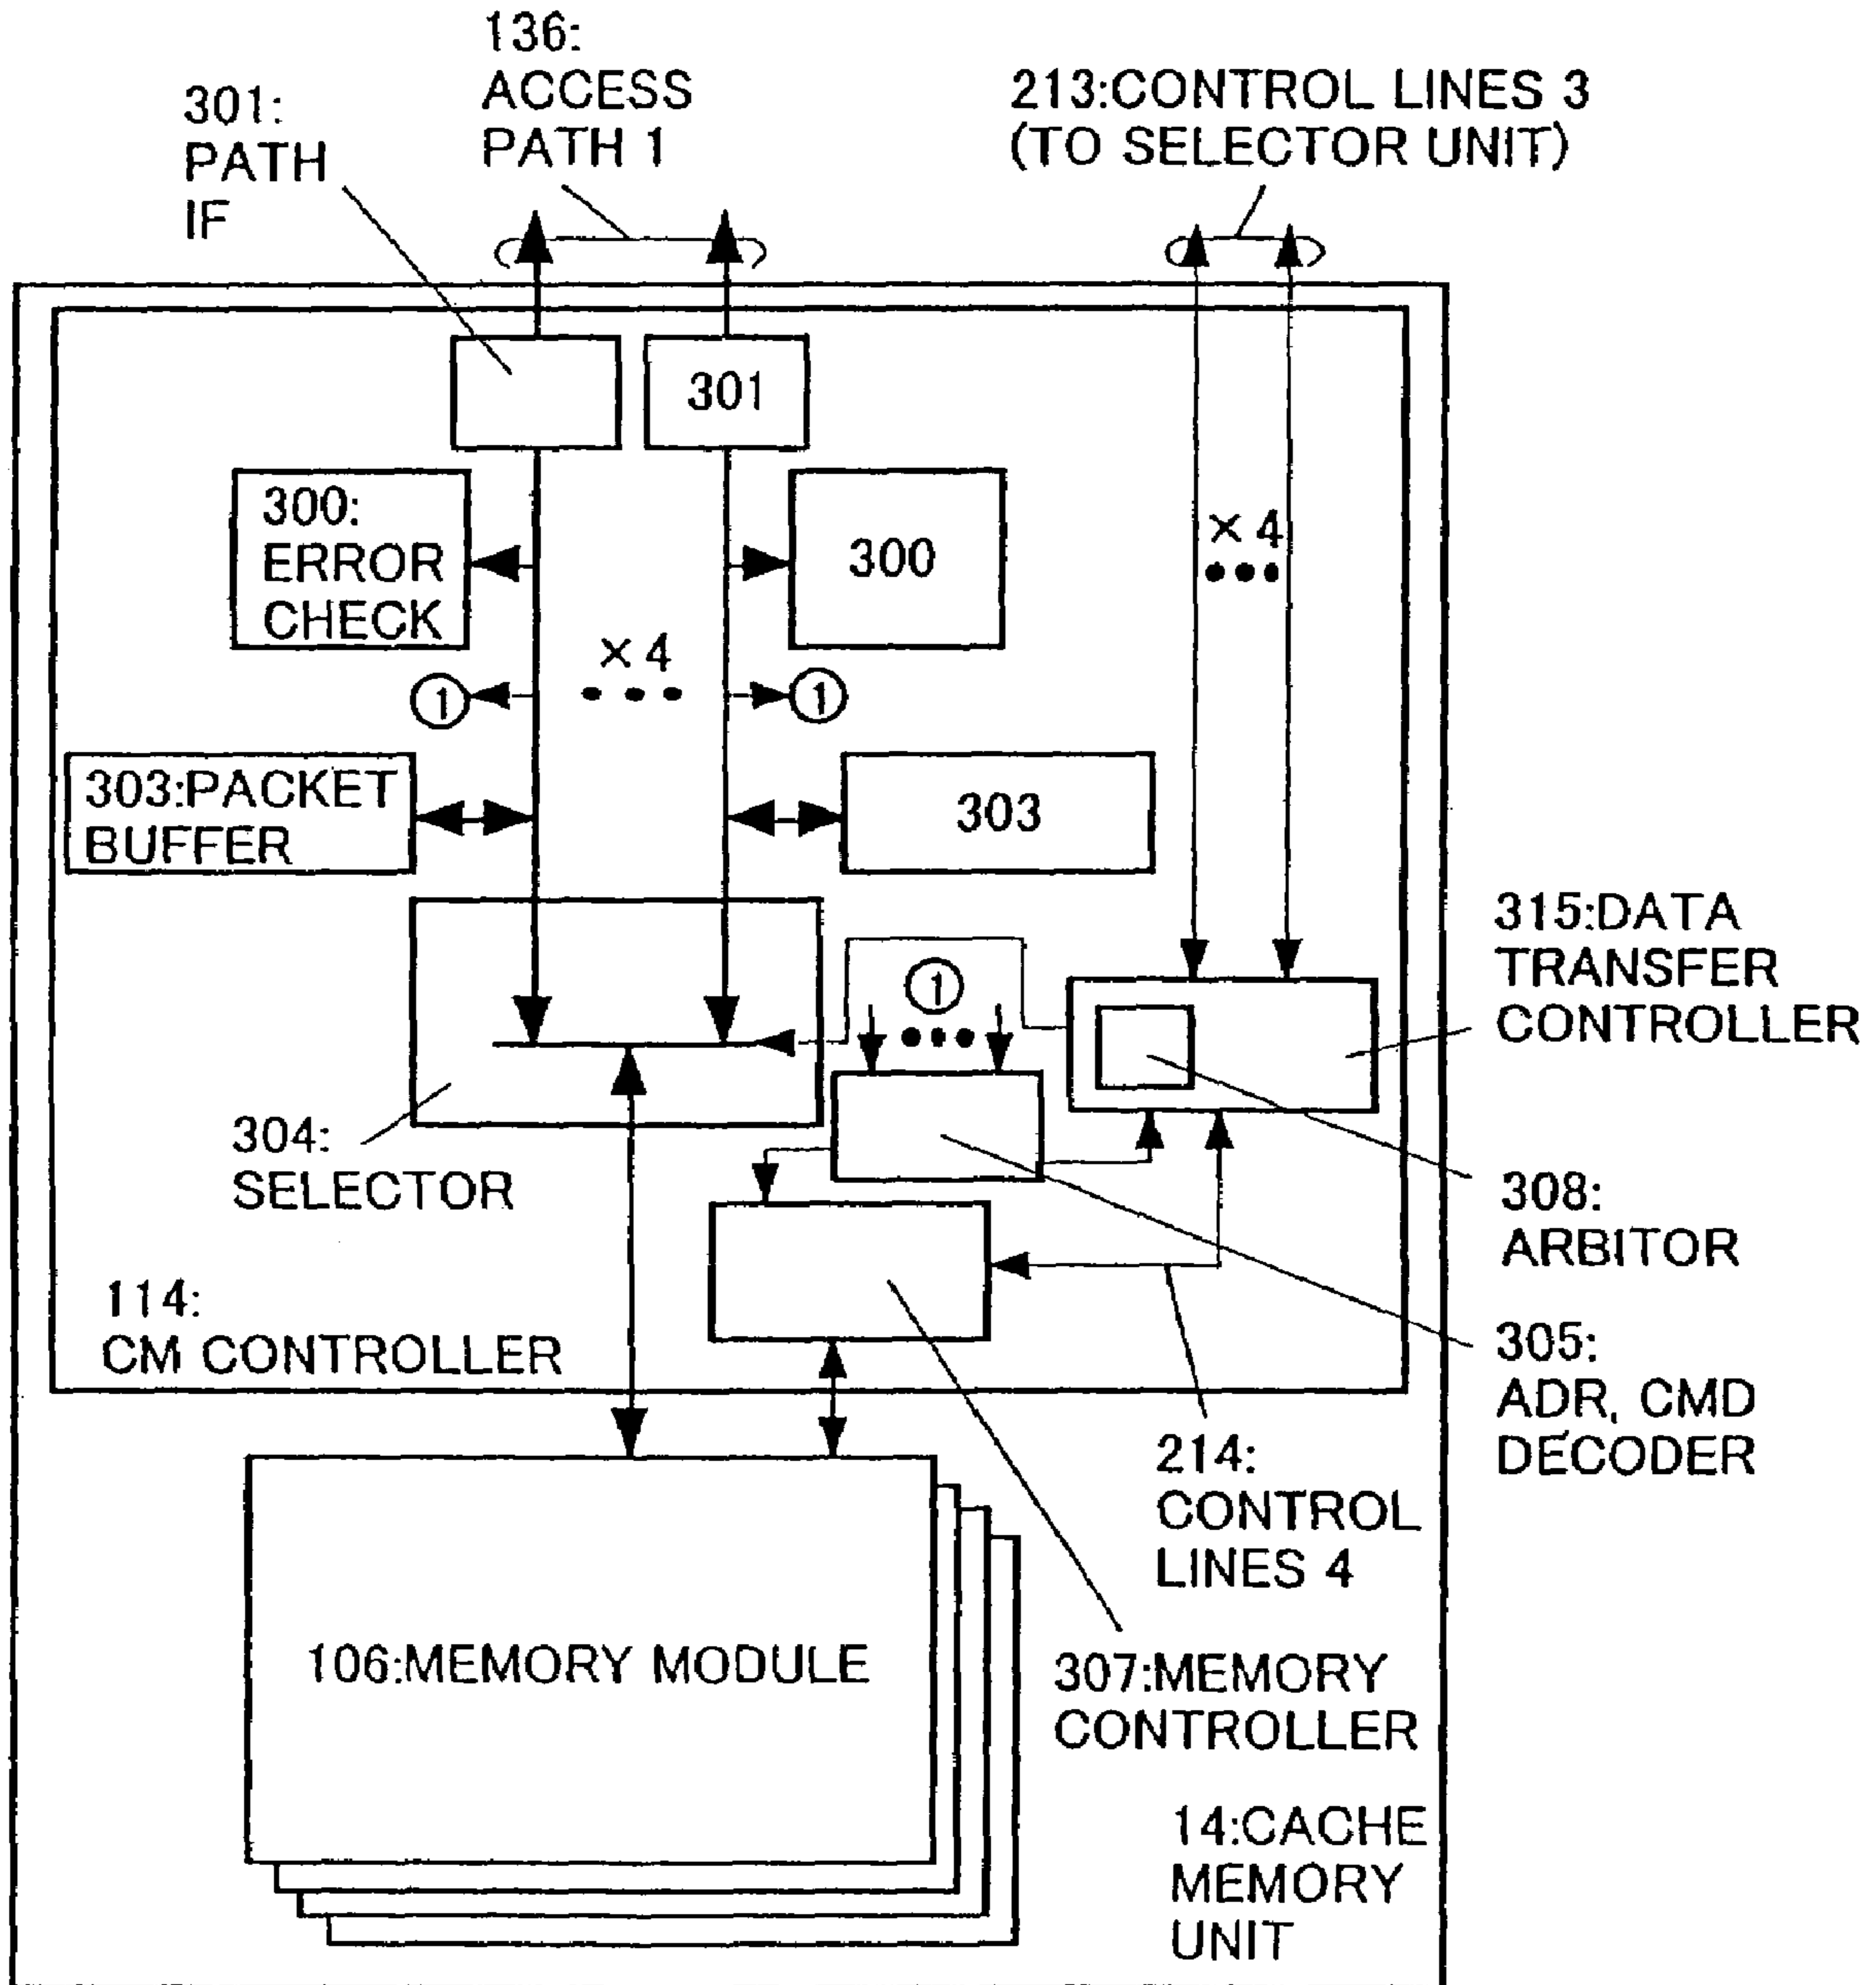 136:
ACCESS
PATH 1
213:CONTROL LINES 3
(TO SELECTOR UNIT)
301:
PATH
IF
301
300:
ERROR
CHECK
300
×4
×4
①
①
303:PACKET
BUFFER
303
315:DATA
TRANSFER
CONTROLLER
①
304:
SELECTOR
308:
ARBITOR
114:
CM CONTROLLER
305:
ADR, CMD
DECODER
214:
CONTROL
LINES 4
106:MEMORY MODULE
307:MEMORY
CONTROLLER
14:CACHE
MEMORY
UNIT